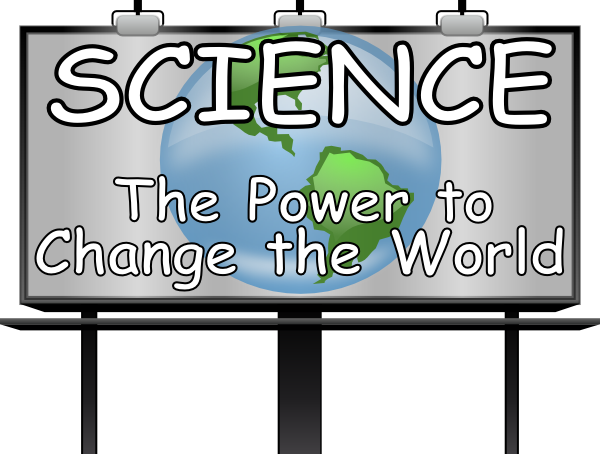 SCIENCE
The Power to
Change the World